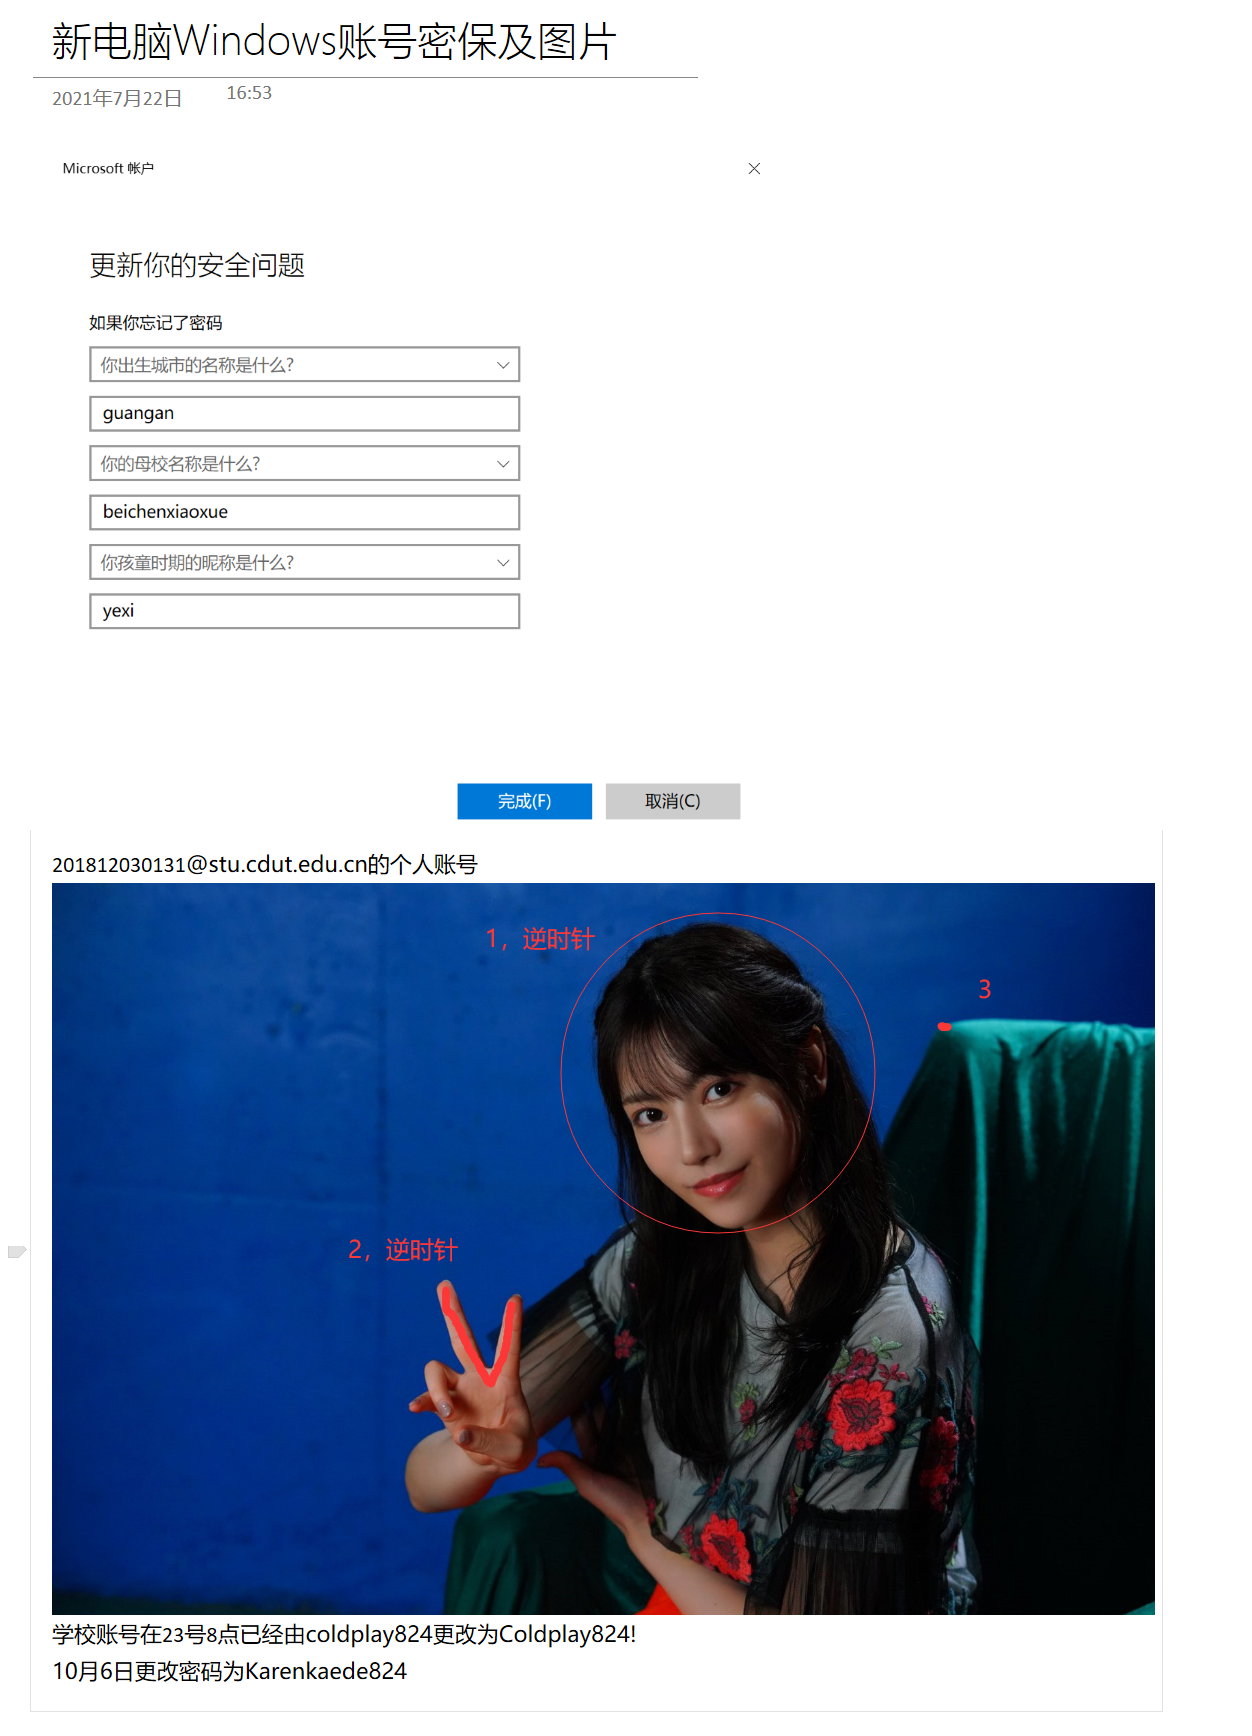 新电脑Windows账号密保及图片
2021年7月22日 16:53
Microsoft 帐户
更新你的安全问题
如果你忘记了密码
你出生城市的名称是什么?
guangan
你的母校名称是什么?
beichenxiaoxue
你孩童时期的昵称是什么?
yexi
完成(F) 取消(C)
201812030131@stu.cdut.edu.cn的个人账号
1，逆时针
3
2，逆时针
学校账号在23号8点已经由coldplay824更改为Coldplay824!
10月6日更改密码为Karenkaede824